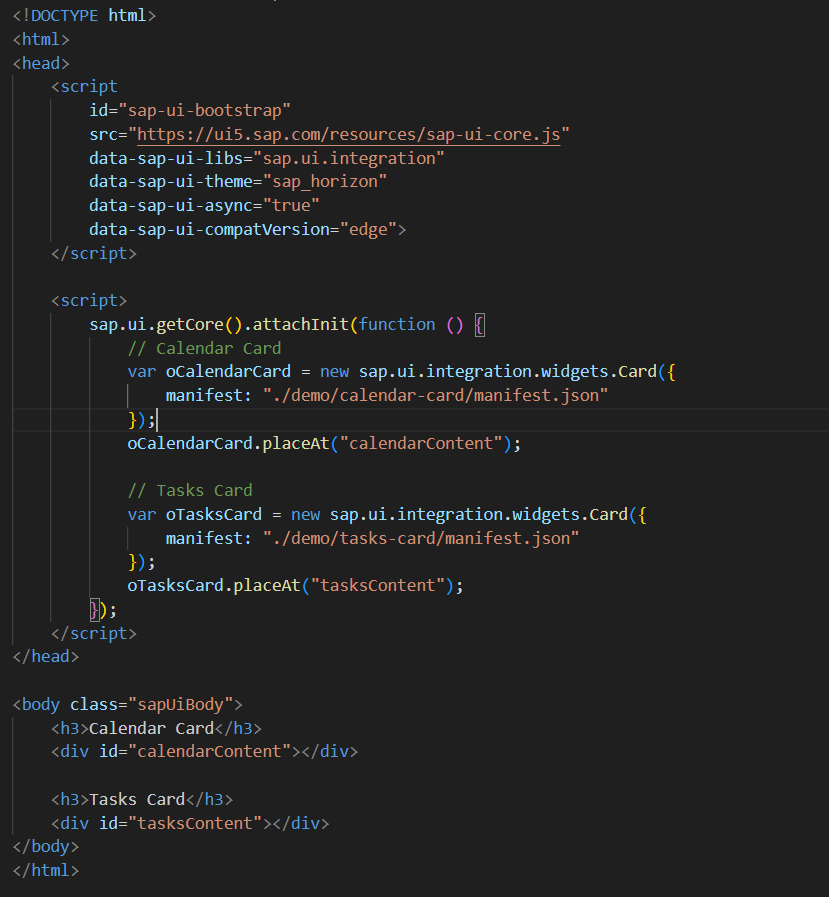 <!DOCTYPE html>
<html>
<head>
    <script
        id="sap-ui-bootstrap"
        src="https://ui5.sap.com/resources/sap-ui-core.js"
        data-sap-ui-libs="sap.ui.integration"
        data-sap-ui-theme="sap_horizon"
        data-sap-ui-async="true"
        data-sap-ui-compatVersion="edge">
    </script>

    <script>
        sap.ui.getCore().attachInit(function () {
            // Calendar Card
            var oCalendarCard = new sap.ui.integration.widgets.Card({
                manifest: "./demo/calendar-card/manifest.json"
            });
            oCalendarCard.placeAt("calendarContent");

            // Tasks Card
            var oTasksCard = new sap.ui.integration.widgets.Card({
                manifest: "./demo/tasks-card/manifest.json"
            });
            oTasksCard.placeAt("tasksContent");
        });
    </script>
</head>

<body class="sapUiBody">
    <h3>Calendar Card</h3>
    <div id="calendarContent"></div>

    <h3>Tasks Card</h3>
    <div id="tasksContent"></div>
</body>
</html>